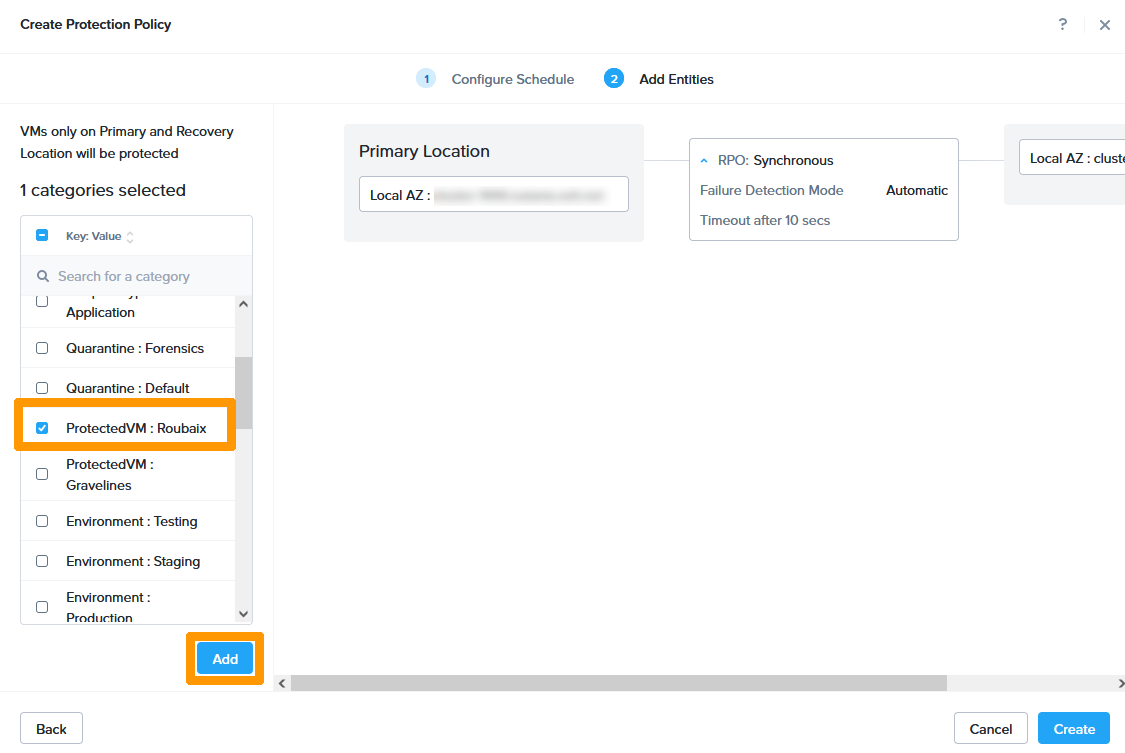 Create Protection Policy
?
1 Configure Schedule 2 Add Entities
VMs only on Primary and Recovery
Location will be protected
1 categories selected
Key: Value
Search for a category
Application
Quarantine : Forensics
Quarantine : Default
ProtectedVM : Roubaix
ProtectedVM :
Gravelines
Environment : Testing
Environment : Staging
Environment :
Production
Add
Primary Location
Local AZ :
RPO: Synchronous
Failure Detection Mode Automatic
Timeout after 10 secs
Local AZ : cluste
Back
Cancel
Create